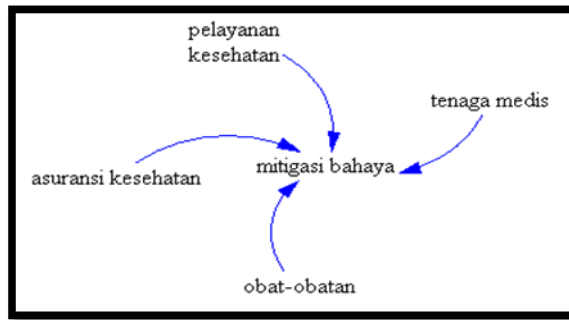 pelayanan
kesehatan
tenaga medis
mitigasi bahaya
asuransi kesehatan
obat-obatan